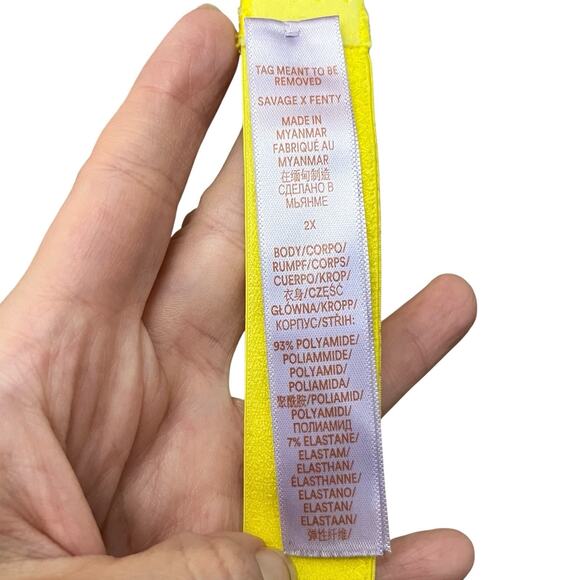 TAG MEANT TO BE
REMOVED
SAVAGE X FENTY
MADE IN
MYANMAR
FABRIQUÉ AU
MYANMAR
在缅甸制造
СДЕЛАНО В
МЬЯНМЕ
2X
BODY/CORPO/
RUMPF/CORPS/
CUERPO/KROP/
衣身/CZĘŚĆ
GŁÓWNA/KROPP/
КОРПУС/STŘIH:
93% POLYAMIDE/
POLIAMMIDE/
POLYAMID/
POLIAMIDA/
聚酰胺/POLIAMID/
POLYAMIDI/
ПОЛИАМИД
7% ELASTANE/
ELASTAM/
ELASTHAN/
ÉLASTHANNE/
ELASTANO/
ELASTAN/
ELASTAAN/
弹性纤维/